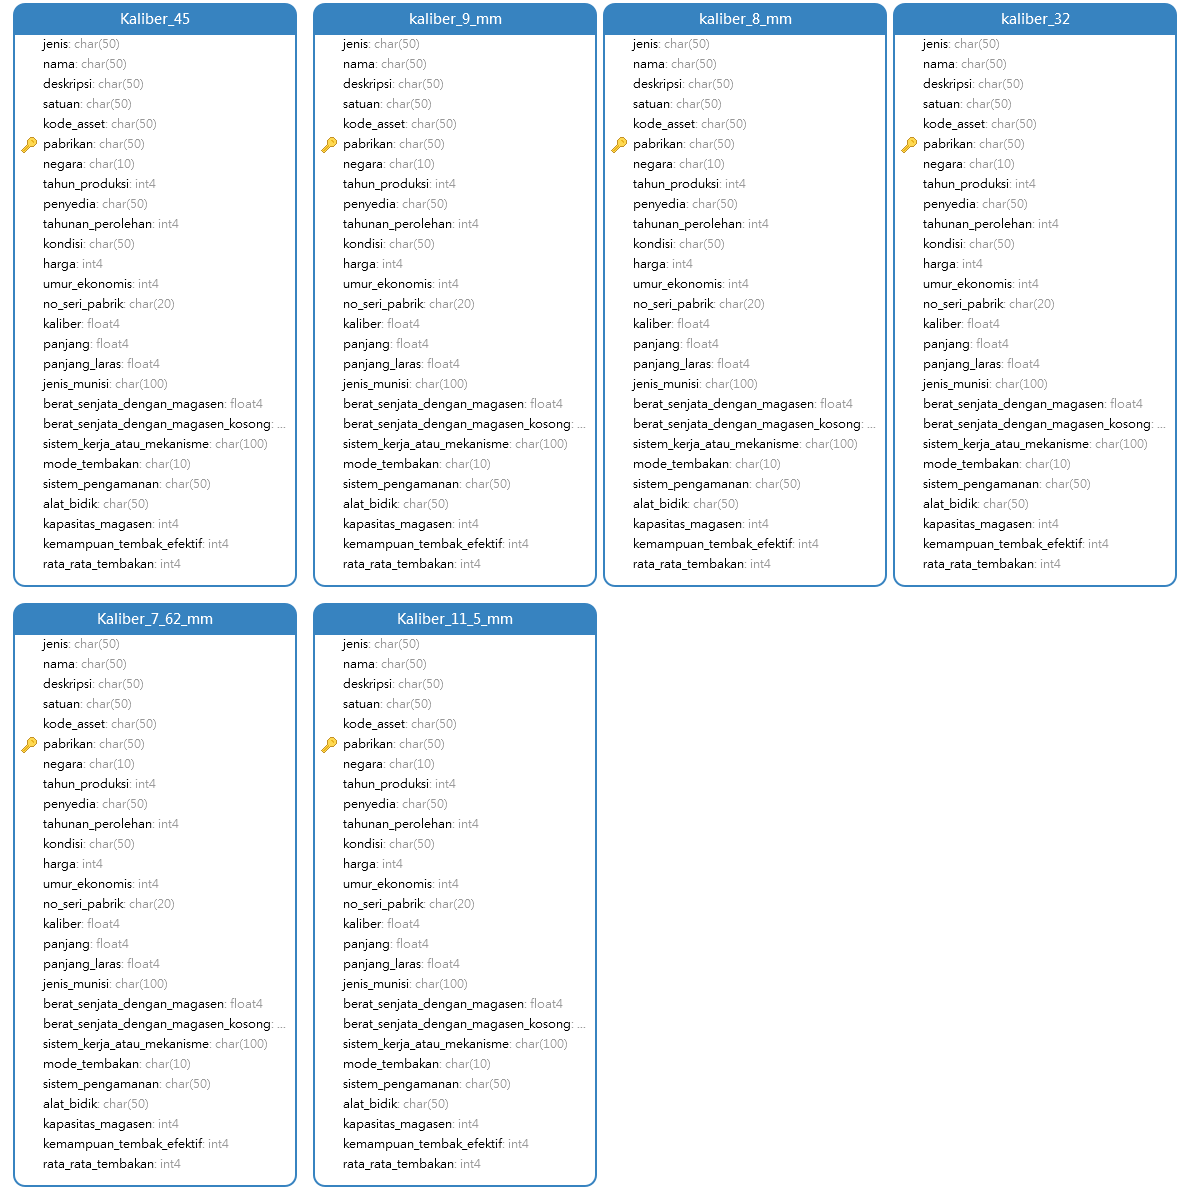 Kaliber_45
jenis: char(50)
nama: char(50)
deskripsi: char(50)
satuan: char(50)
kode_asset: char(50)
pabrikan: char(50)
negara: char(10)
tahun_produksi: int4
penyedia: char(50)
tahunan_perolehan: int4
kondisi: char(50)
harga: int4
umur_ekonomis: int4
no_seri_pabrik: char(20)
kaliber: float4
panjang: float4
panjang_laras: float4
jenis_munisi: char(100)
berat_senjata_dengan_magasen: float4
berat_senjata_dengan_magasen_kosong: ...
sistem_kerja_atau_mekanisme: char(100)
mode_tembakan: char(10)
sistem_pengamanan: char(50)
alat_bidik: char(50)
kapasitas_magasen: int4
kemampuan_tembak_efektif: int4
rata_rata_tembakan: int4
kaliber_9_mm
jenis: char(50)
nama: char(50)
deskripsi: char(50)
satuan: char(50)
kode_asset: char(50)
pabrikan: char(50)
negara: char(10)
tahun_produksi: int4
penyedia: char(50)
tahunan_perolehan: int4
kondisi: char(50)
harga: int4
umur_ekonomis: int4
no_seri_pabrik: char(20)
kaliber: float4
panjang: float4
panjang_laras: float4
jenis_munisi: char(100)
berat_senjata_dengan_magasen: float4
berat_senjata_dengan_magasen_kosong: ...
sistem_kerja_atau_mekanisme: char(100)
mode_tembakan: char(10)
sistem_pengamanan: char(50)
alat_bidik: char(50)
kapasitas_magasen: int4
kemampuan_tembak_efektif: int4
rata_rata_tembakan: int4
kaliber_8_mm
jenis: char(50)
nama: char(50)
deskripsi: char(50)
satuan: char(50)
kode_asset: char(50)
pabrikan: char(50)
negara: char(10)
tahun_produksi: int4
penyedia: char(50)
tahunan_perolehan: int4
kondisi: char(50)
harga: int4
umur_ekonomis: int4
no_seri_pabrik: char(20)
kaliber: float4
panjang: float4
panjang_laras: float4
jenis_munisi: char(100)
berat_senjata_dengan_magasen: float4
berat_senjata_dengan_magasen_kosong: ...
sistem_kerja_atau_mekanisme: char(100)
mode_tembakan: char(10)
sistem_pengamanan: char(50)
alat_bidik: char(50)
kapasitas_magasen: int4
kemampuan_tembak_efektif: int4
rata_rata_tembakan: int4
kaliber_32
jenis: char(50)
nama: char(50)
deskripsi: char(50)
satuan: char(50)
kode_asset: char(50)
pabrikan: char(50)
negara: char(10)
tahun_produksi: int4
penyedia: char(50)
tahunan_perolehan: int4
kondisi: char(50)
harga: int4
umur_ekonomis: int4
no_seri_pabrik: char(20)
kaliber: float4
panjang: float4
panjang_laras: float4
jenis_munisi: char(100)
berat_senjata_dengan_magasen: float4
berat_senjata_dengan_magasen_kosong: ...
sistem_kerja_atau_mekanisme: char(100)
mode_tembakan: char(10)
sistem_pengamanan: char(50)
alat_bidik: char(50)
kapasitas_magasen: int4
kemampuan_tembak_efektif: int4
rata_rata_tembakan: int4
Kaliber_7_62_mm
jenis: char(50)
nama: char(50)
deskripsi: char(50)
satuan: char(50)
kode_asset: char(50)
pabrikan: char(50)
negara: char(10)
tahun_produksi: int4
penyedia: char(50)
tahunan_perolehan: int4
kondisi: char(50)
harga: int4
umur_ekonomis: int4
no_seri_pabrik: char(20)
kaliber: float4
panjang: float4
panjang_laras: float4
jenis_munisi: char(100)
berat_senjata_dengan_magasen: float4
berat_senjata_dengan_magasen_kosong: ...
sistem_kerja_atau_mekanisme: char(100)
mode_tembakan: char(10)
sistem_pengamanan: char(50)
alat_bidik: char(50)
kapasitas_magasen: int4
kemampuan_tembak_efektif: int4
rata_rata_tembakan: int4
Kaliber_11_5_mm
jenis: char(50)
nama: char(50)
deskripsi: char(50)
satuan: char(50)
kode_asset: char(50)
pabrikan: char(50)
negara: char(10)
tahun_produksi: int4
penyedia: char(50)
tahunan_perolehan: int4
kondisi: char(50)
harga: int4
umur_ekonomis: int4
no_seri_pabrik: char(20)
kaliber: float4
panjang: float4
panjang_laras: float4
jenis_munisi: char(100)
berat_senjata_dengan_magasen: float4
berat_senjata_dengan_magasen_kosong: ...
sistem_kerja_atau_mekanisme: char(100)
mode_tembakan: char(10)
sistem_pengamanan: char(50)
alat_bidik: char(50)
kapasitas_magasen: int4
kemampuan_tembak_efektif: int4
rata_rata_tembakan: int4